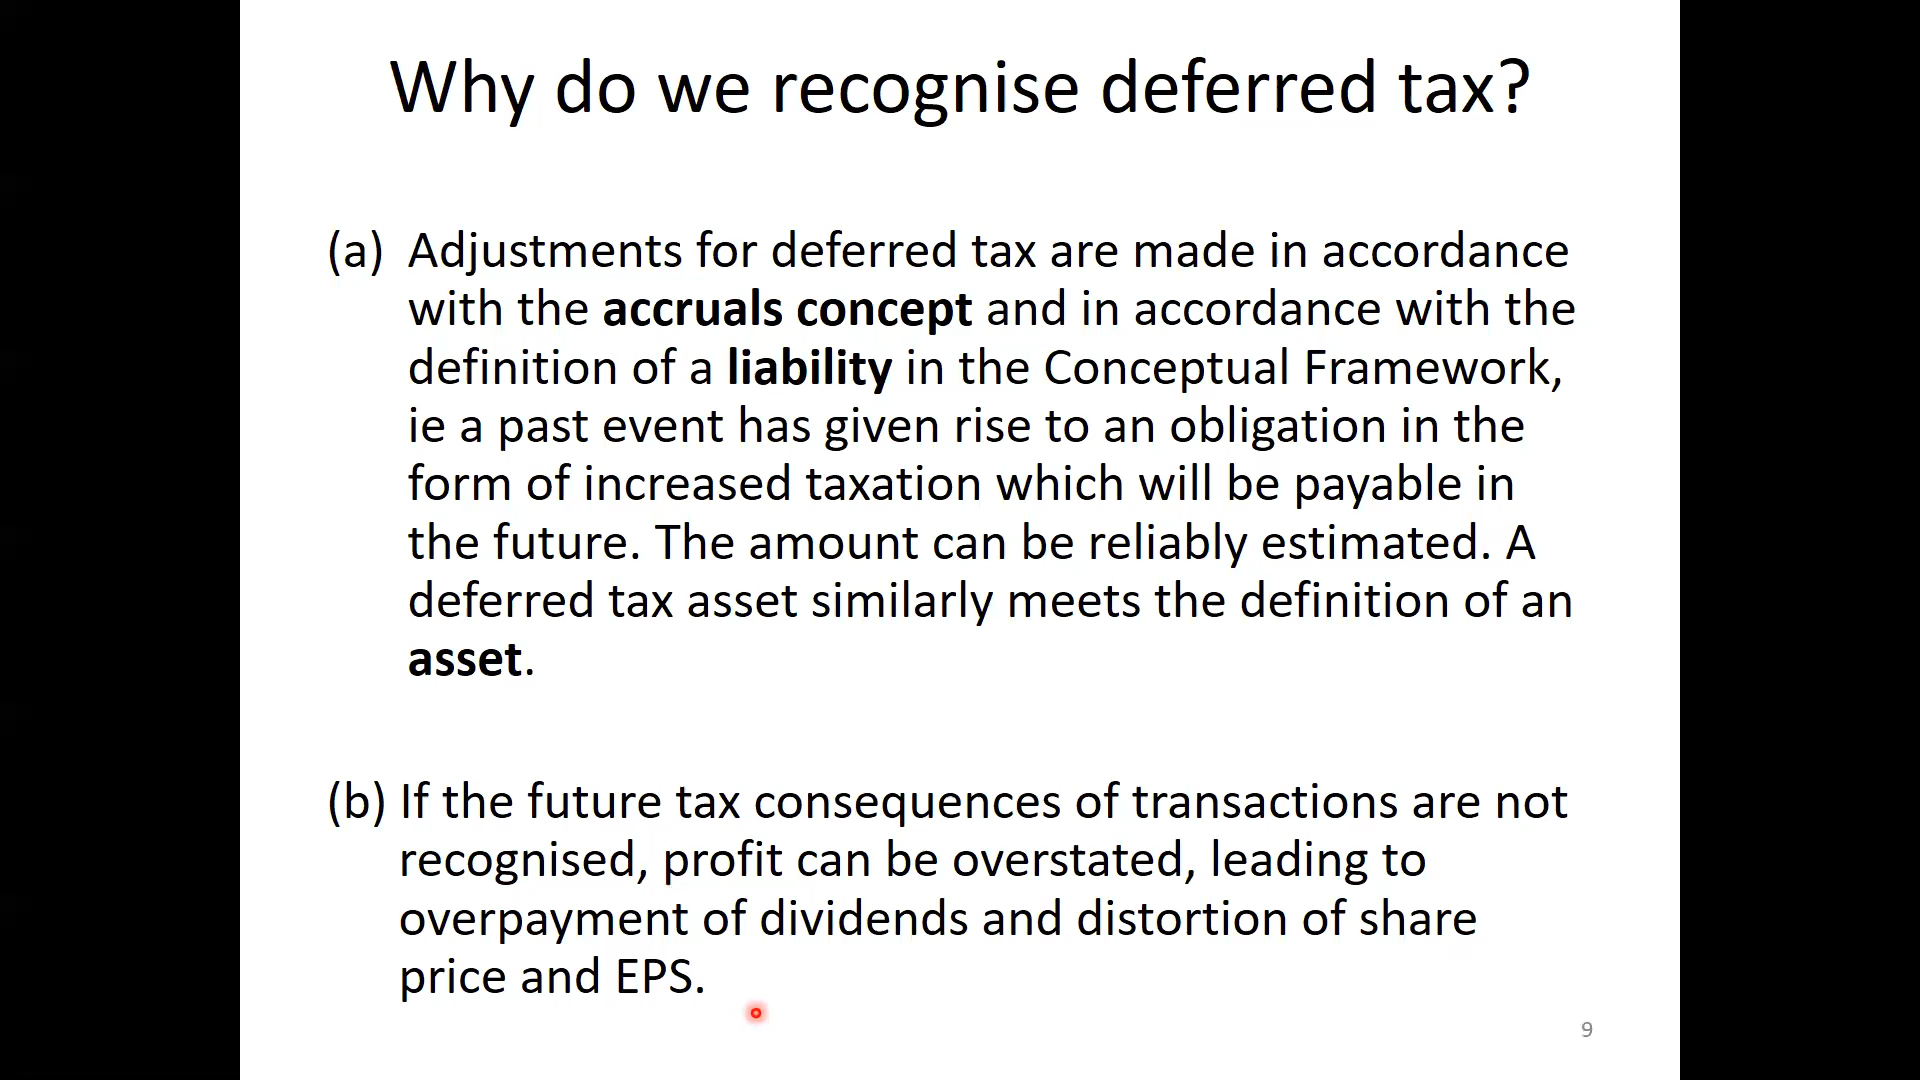 Why do we recognise deferred tax?
(a) Adjustments for deferred tax are made in accordance
with the accruals concept and in accordance with the
definition of a liability in the Conceptual Framework,
ie a past event has given rise to an obligation in the
form of increased taxation which will be payable in
the future. The amount can be reliably estimated. A
deferred tax asset similarly meets the definition of an
asset.
(b) If the future tax consequences of transactions are not
recognised, profit can be overstated, leading to
overpayment of dividends and distortion of share
price and EPS.
9